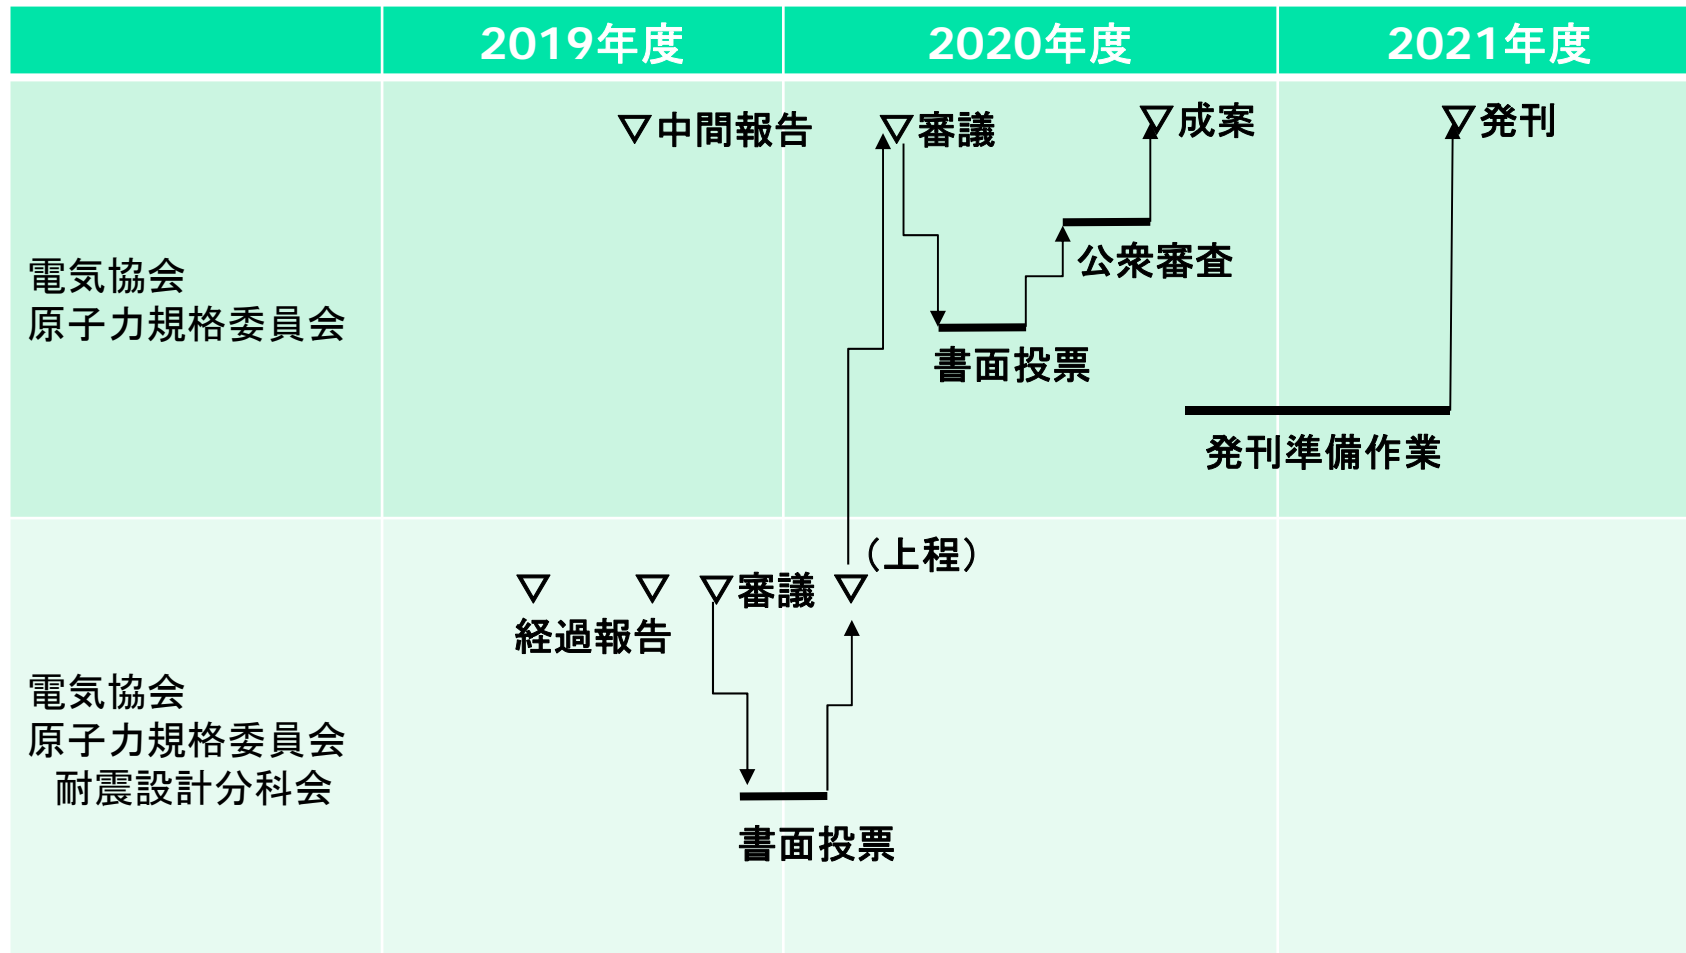 2019年度
2020年度
2021年度
電気協会
原子力規格委員会
▽中間報告
▽審議
▽成案
▽発刊
公衆審査
書面投票
発刊準備作業
電気協会
原子力規格委員会
耐震設計分科会
(上程)
▽ ▽ ▽審議 ▽
経過報告
書面投票